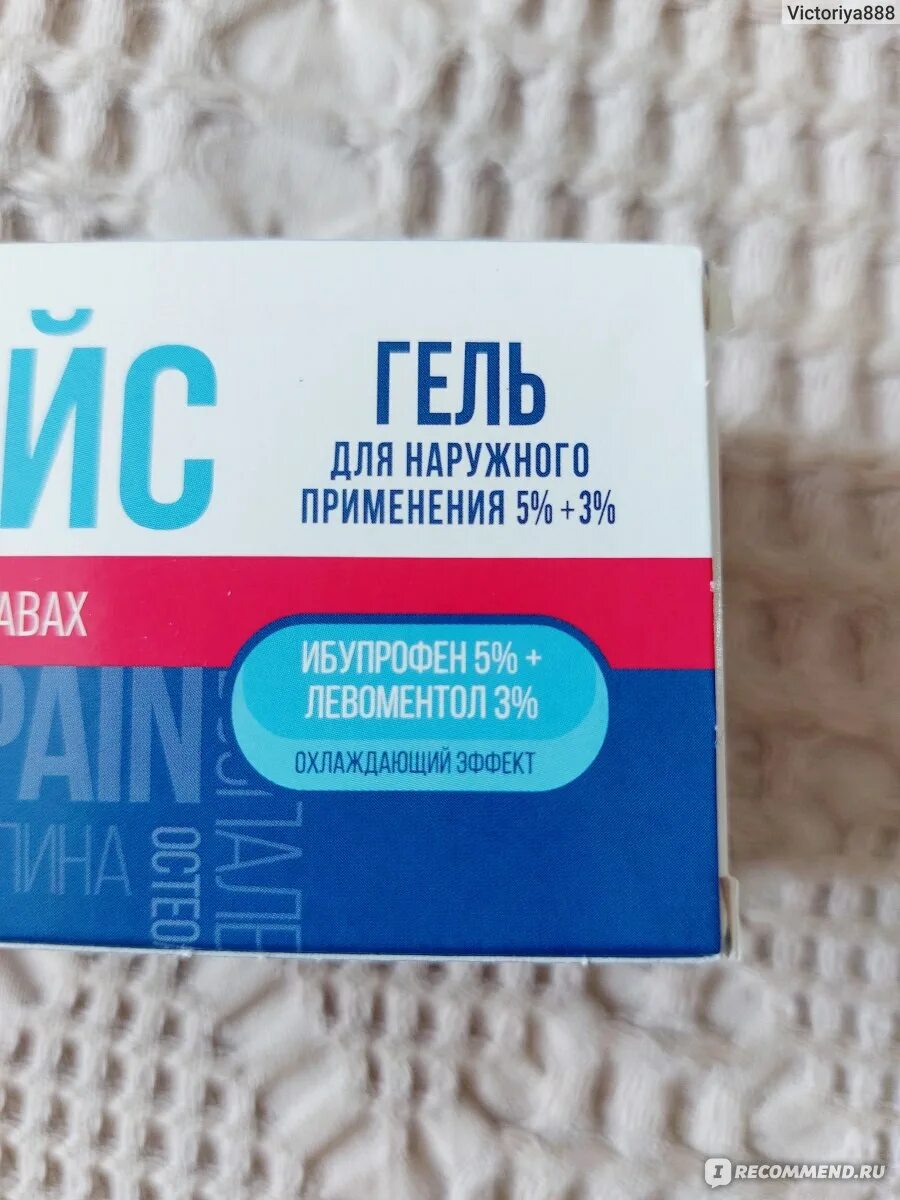 Victoriya888
ЙС
ГЕЛЬ
ДЛЯ НАРУЖНОГО
ПРИМЕНЕНИЯ 5% + 3%
АВАХ
ИБУПРОФЕН 5% +
ЛЕВОМЕНТОЛ 3%
ОХЛАЖДАЮЩИЙ ЭФФЕКТ
PAIN
ПИНА
ОСТЕО
I RECOMMEND.RU